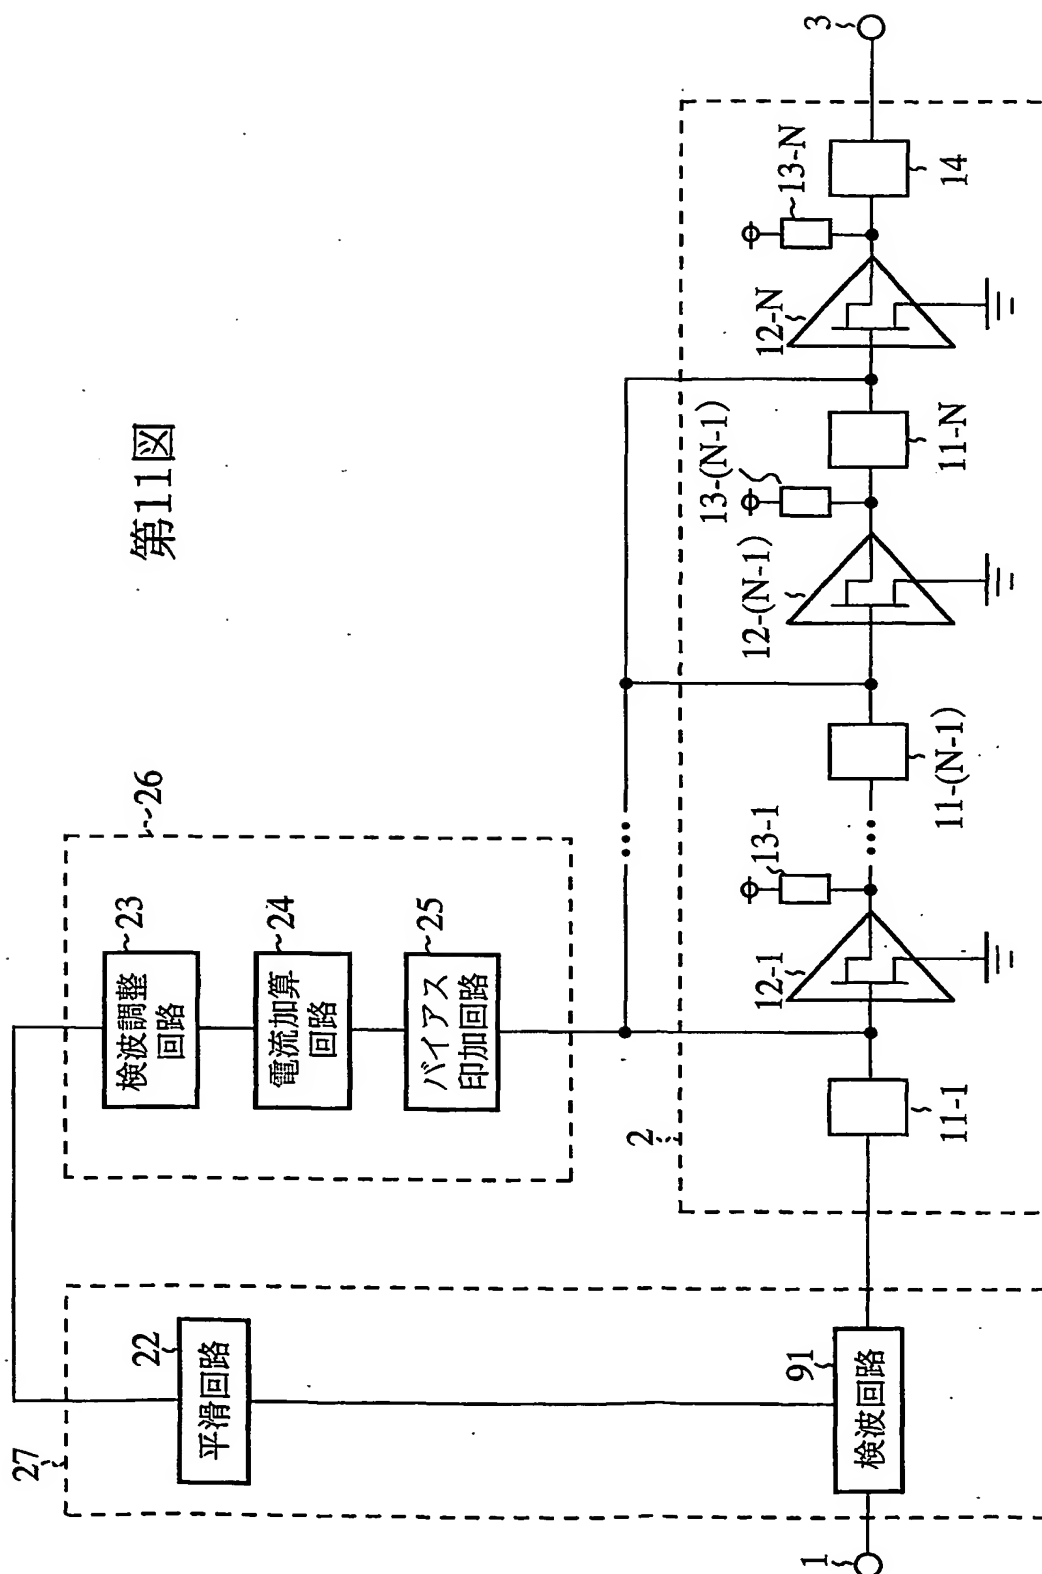 第11図
27
22
平滑回路
91
検波回路
1
26
23
検波調整
回路
24
電流加算
回路
25
バイアス
印加回路
2
11-1
12-1
13-1
11-(N-1)
12-(N-1)
13-(N-1)
11-N
12-N
13-N
14
3